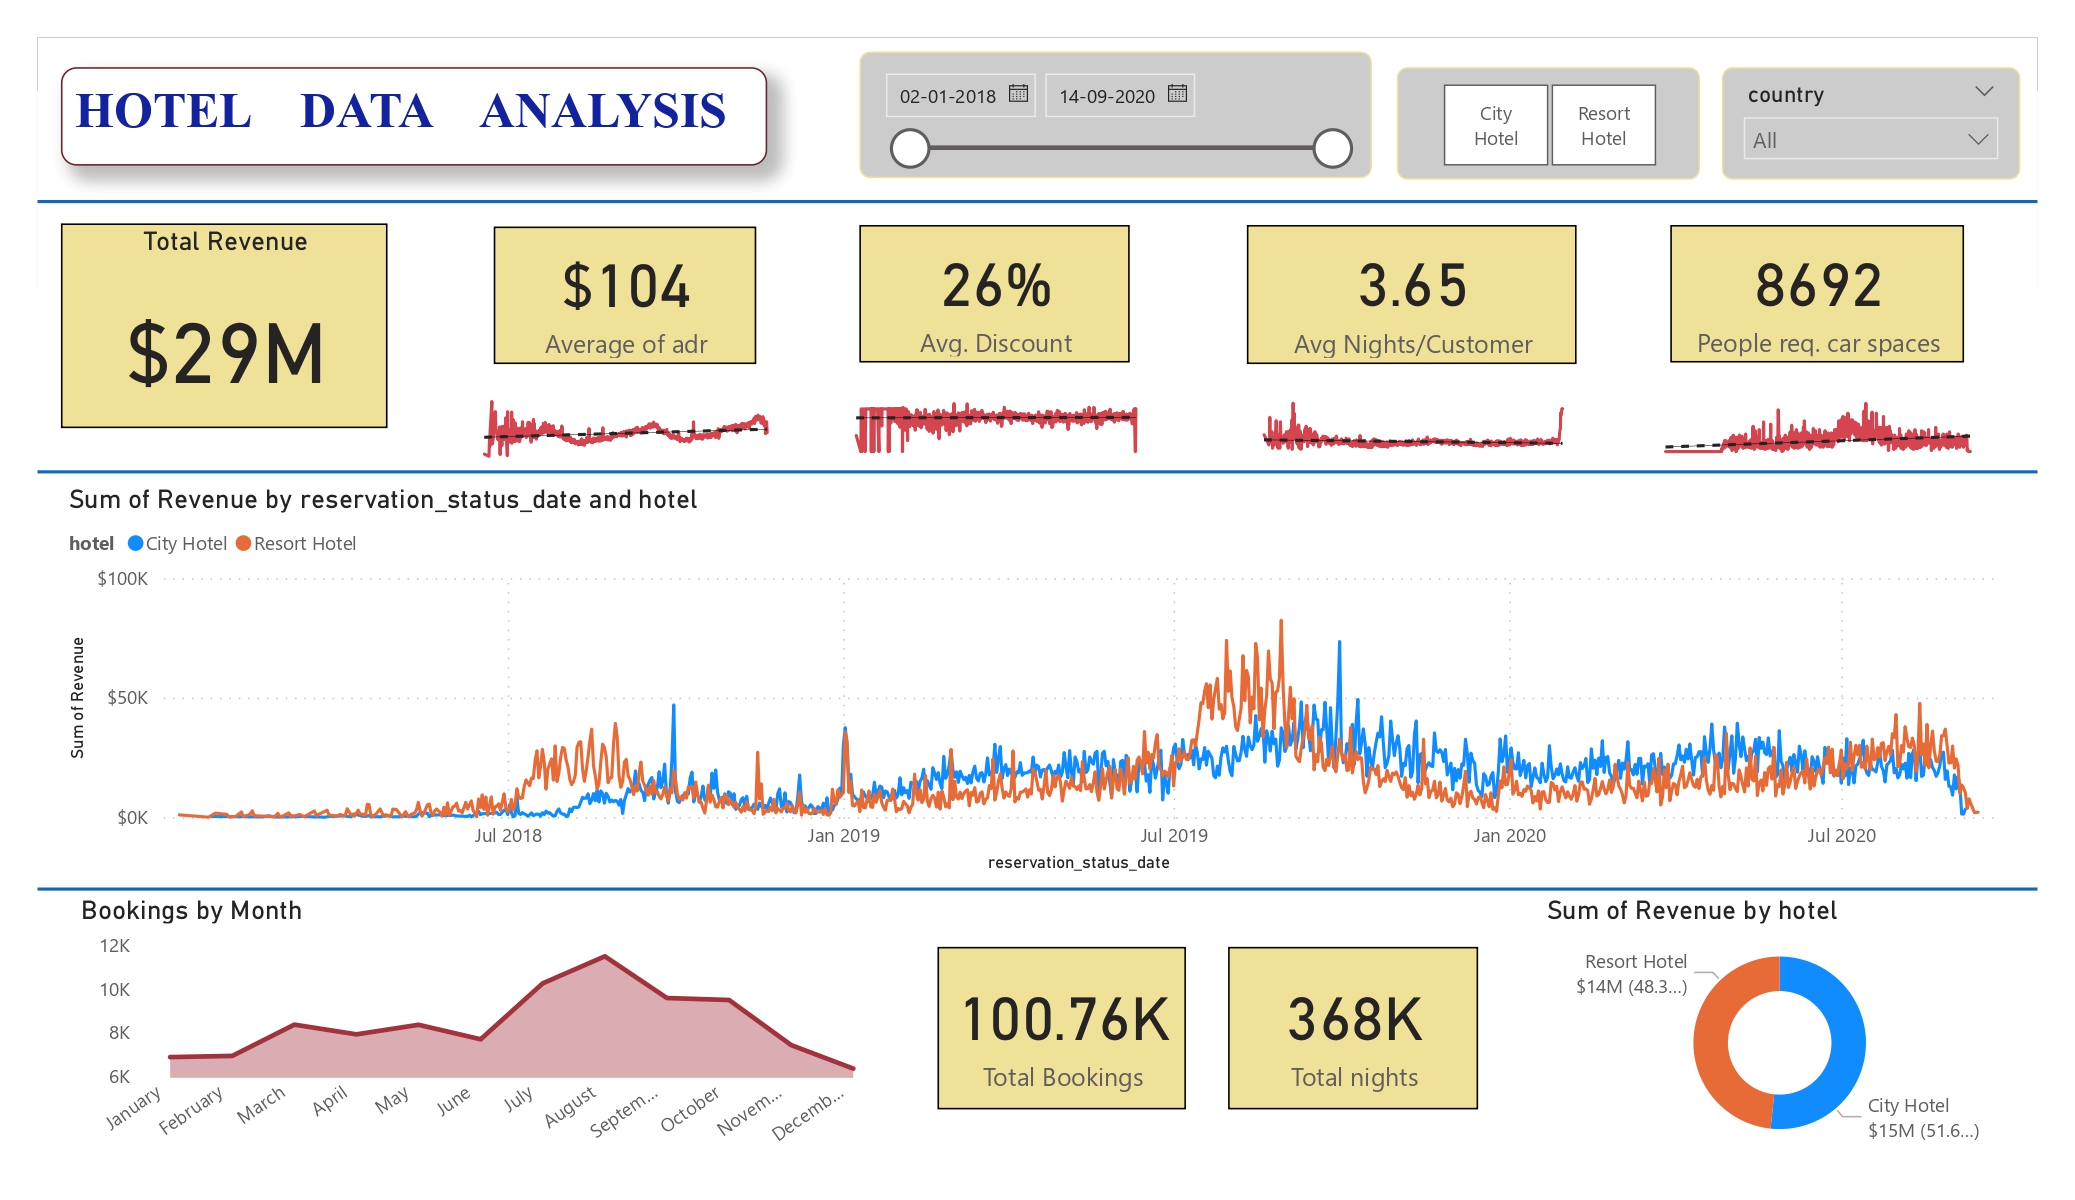 HOTEL DATA ANALYSIS
02-01-2018
14-09-2020
City
Hotel
Resort
Hotel
country
All
Total Revenue
$29M
$104
Average of adr
26%
Avg. Discount
3.65
Avg Nights/Customer
8692
People req. car spaces
Sum of Revenue by reservation_status_date and hotel
hotel City Hotel Resort Hotel
$100K
$50K
$0K
Sum of Revenue
Jul 2018
Jan 2019
Jul 2019
Jan 2020
Jul 2020
reservation_status_date
Bookings by Month
12K
10K
8K
6K
January
February
March
April
May
June
July
August
Septem...
October
Novem...
Decemb...
100.76K
Total Bookings
368K
Total nights
Sum of Revenue by hotel
Resort Hotel
$14M (48.3...)
City Hotel
$15M (51.6...)